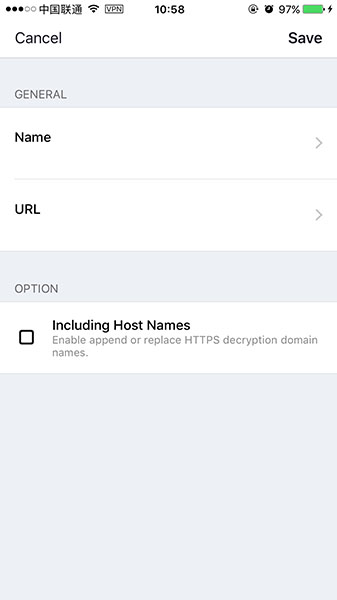 中国联通 VPN 10:58 97%
Cancel Save
GENERAL
Name
URL
OPTION
Including Host Names
Enable append or replace HTTPS decryption domain
names.